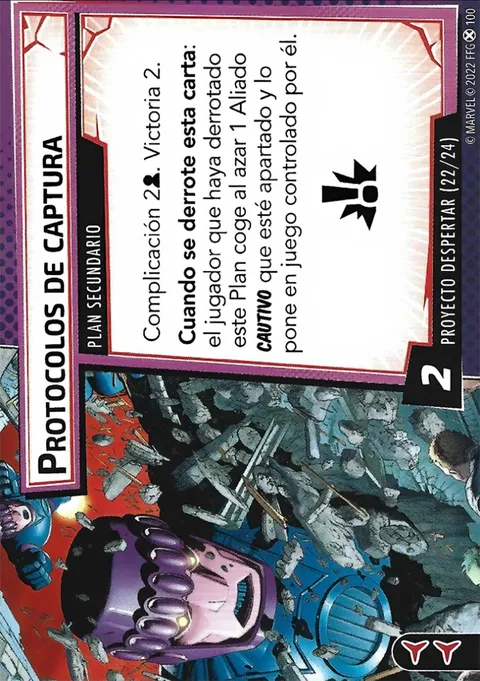 PROTOCOLOS DE CAPTURA
PLAN SECUNDARIO
Complicación 2. Victoria 2.
Cuando se derrote esta carta:
el jugador que haya derrotado
este Plan coge al azar 1 Aliado
CAUTIVO que esté apartado y lo
pone en juego controlado por él.
2
PROYECTO DESPERTAR (22/24)
© MARVEL © 2022 FFG 100